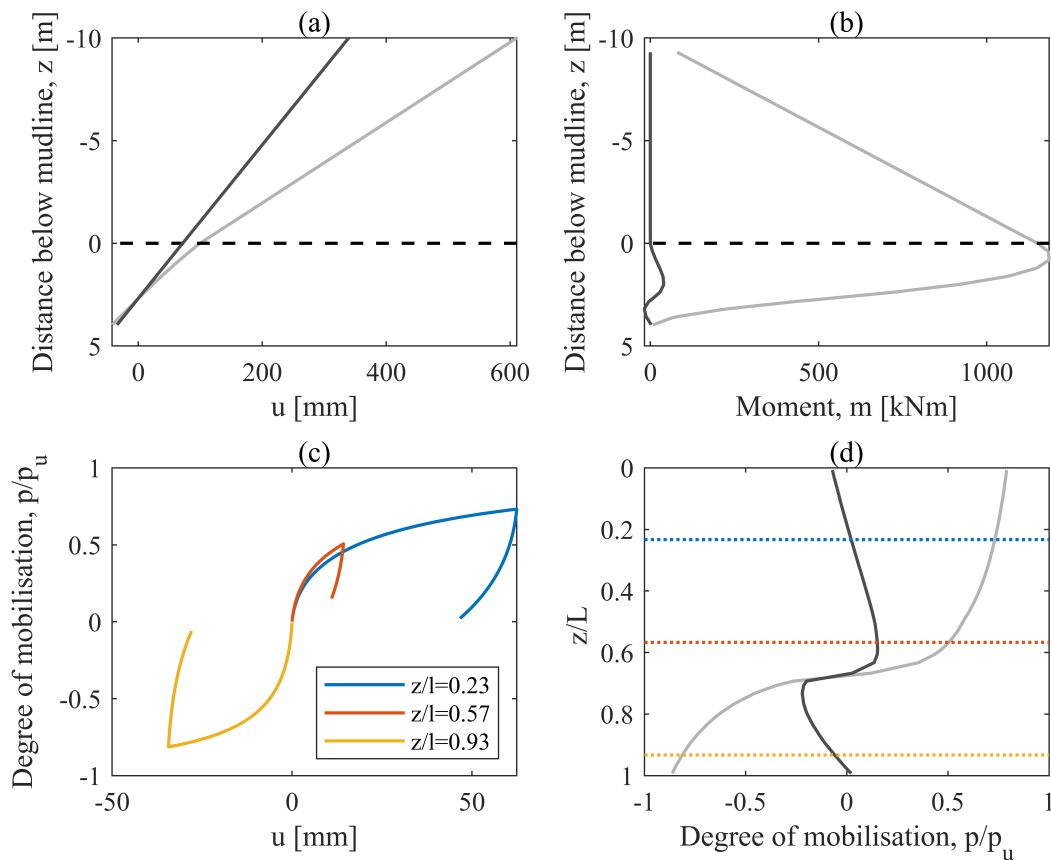 (a)
Distance below mudline, z [m]
-10
-5
0
5
0
200
400
600
u [mm]
(b)
Distance below mudline, z [m]
-10
-5
0
5
0
500
1000
Moment, m [kNm]
(c)
Degree of mobilisation, p/p_u
1
0.5
0
-0.5
-1
-50
0
50
u [mm]
z/l=0.23
z/l=0.57
z/l=0.93
(d)
z/L
0
0.2
0.4
0.6
0.8
1
-1
-0.5
0
0.5
1
Degree of mobilisation, p/p_u